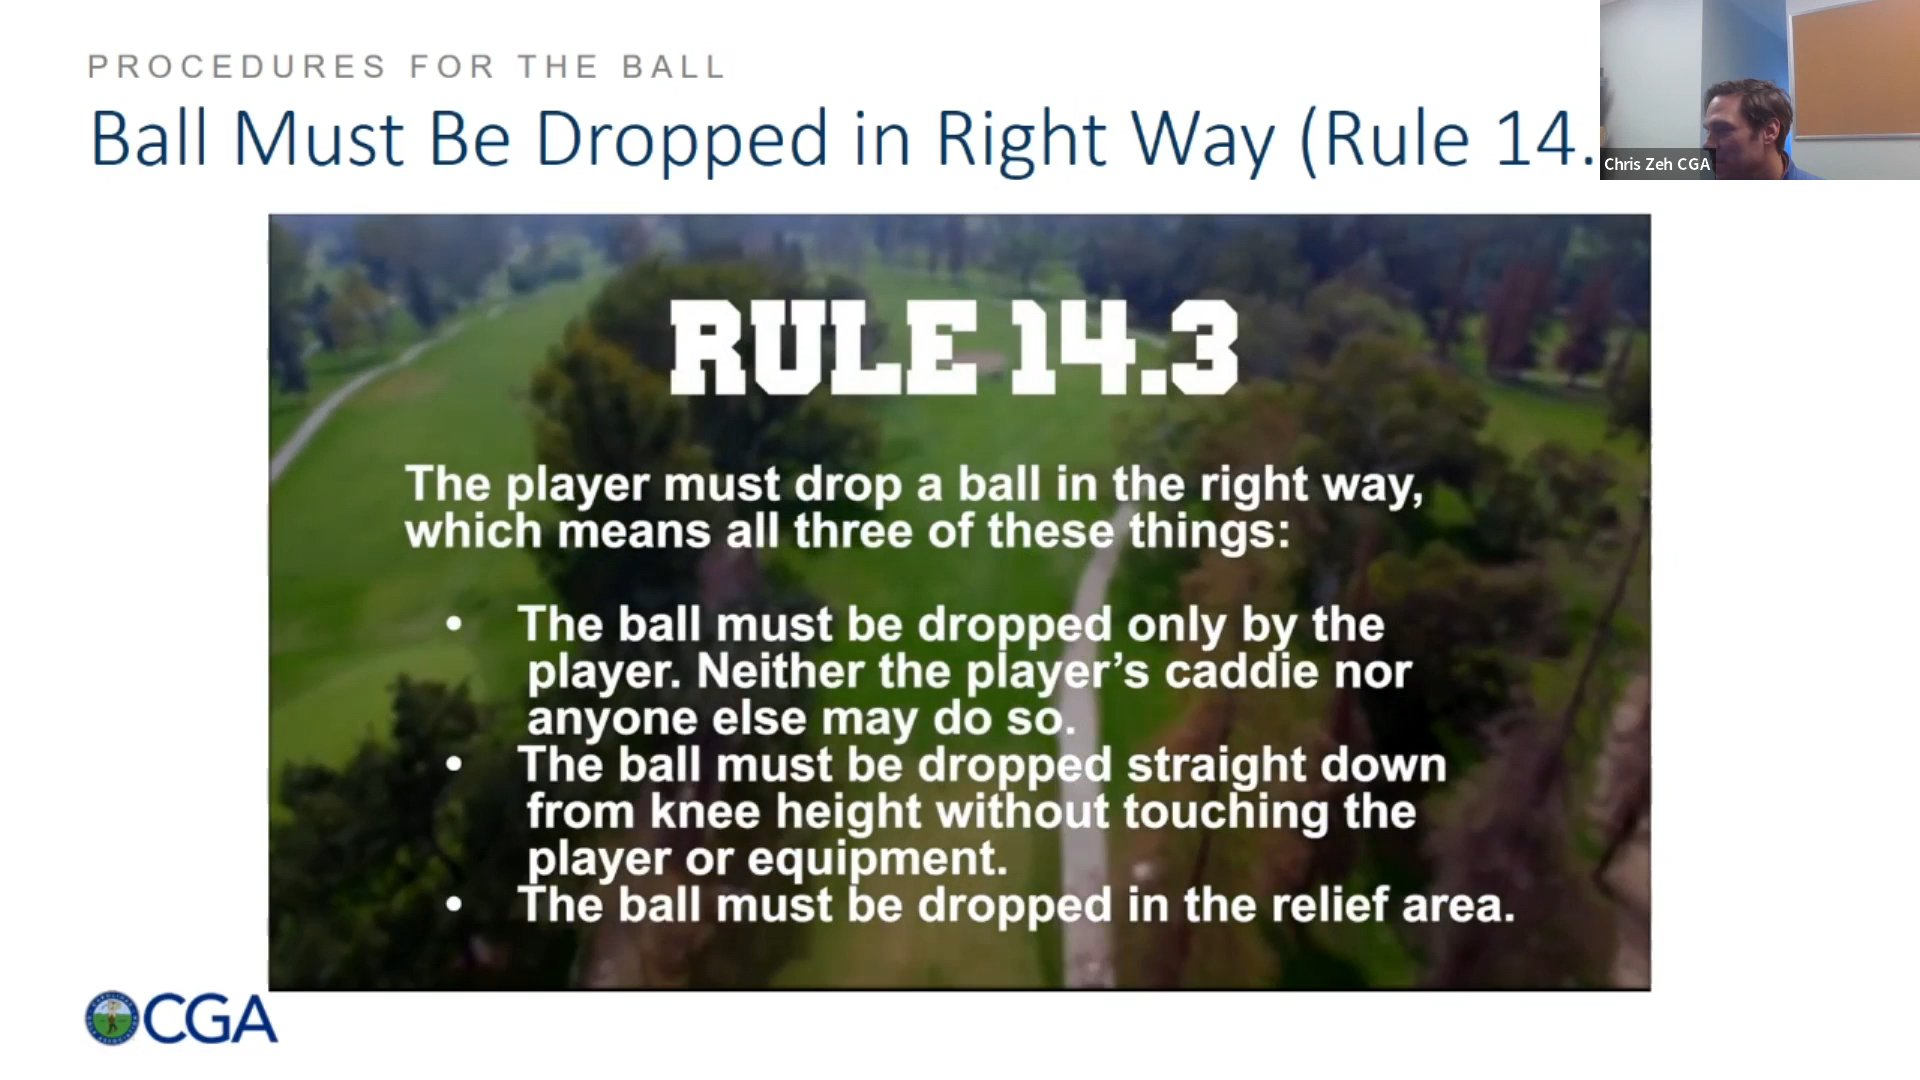 PROCEDURES FOR THE BALL
Ball Must Be Dropped in Right Way (Rule 14.
Chris Zeh CGA
RULE 14.3
The player must drop a ball in the right way,
which means all three of these things:
• The ball must be dropped only by the
player. Neither the player’s caddie nor
anyone else may do so.
• The ball must be dropped straight down
from knee height without touching the
player or equipment.
• The ball must be dropped in the relief area.
CGA